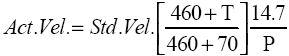 Act.Vel.= Std.Vel. [ 460 + T / 460 + 70 ] 14.7 / P